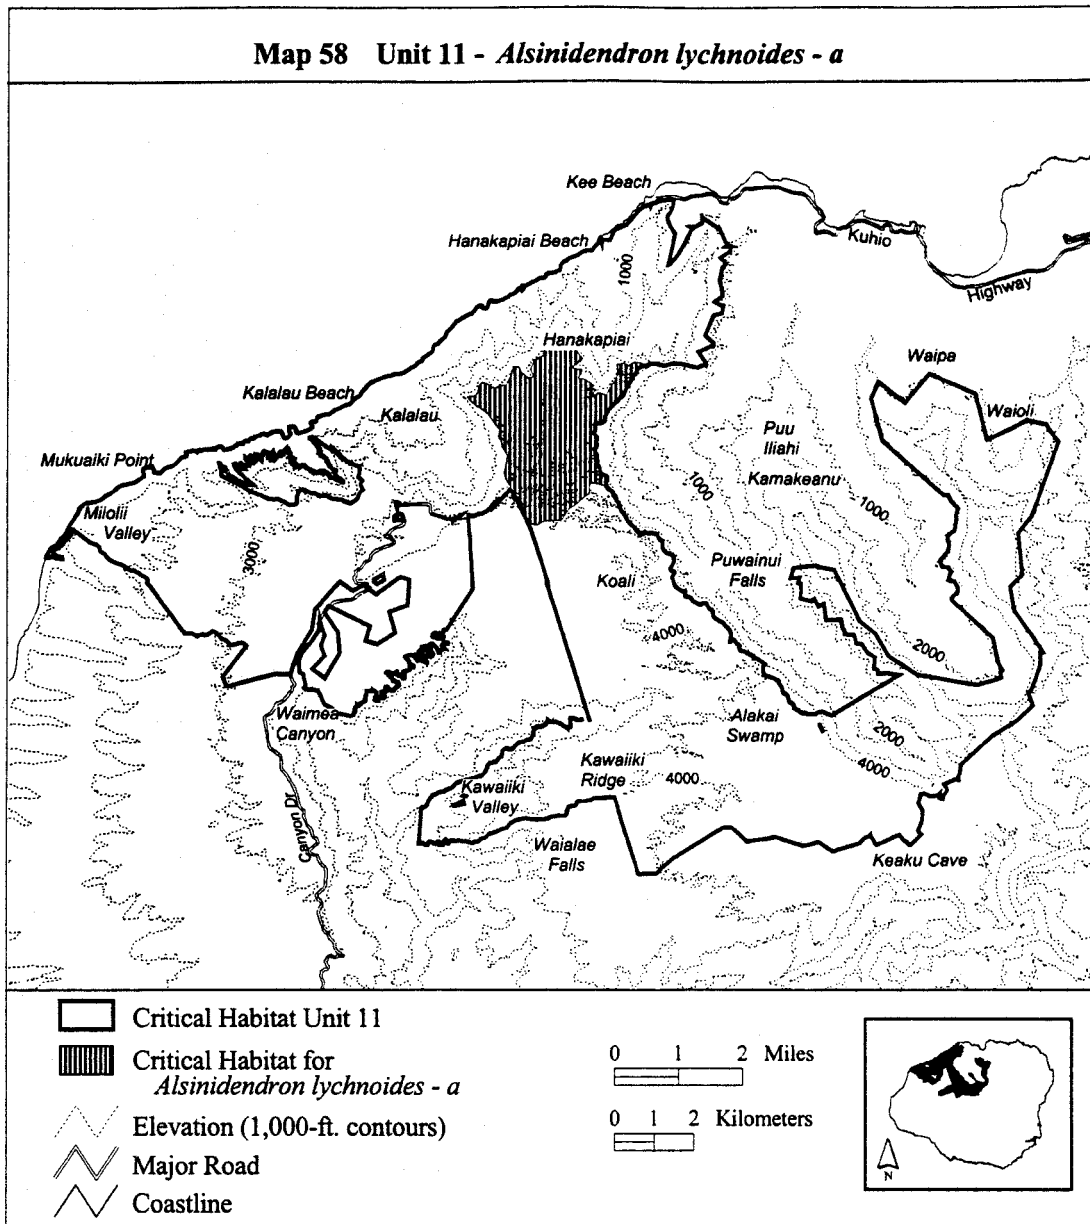 Map 58 Unit 11 - Alsinidendron lychnoides - a
Kee Beach
Hanakapiai Beach
Kuhio
Highway
1000
Hanakapiai
Waipa
Kalalau Beach
Kalalau
Waioli
Puu
Iliahi
Mukuaiki Point
Kamakeanu
1000
1000
Miiolii
Valley
3000
Puwainui
Falls
Koali
4000
2000
Waimea
Canyon
Alakai
Swamp
2000
Kawaiiki
Ridge
4000
4000
Kawaiiki
Valley
Canyon Dr
Waialae
Falls
Keaku Cave
Critical Habitat Unit 11
Critical Habitat for
Alsinidendron lychnoides - a
Elevation (1,000-ft. contours)
Major Road
Coastline
0 1 2 Miles
0 1 2 Kilometers
N